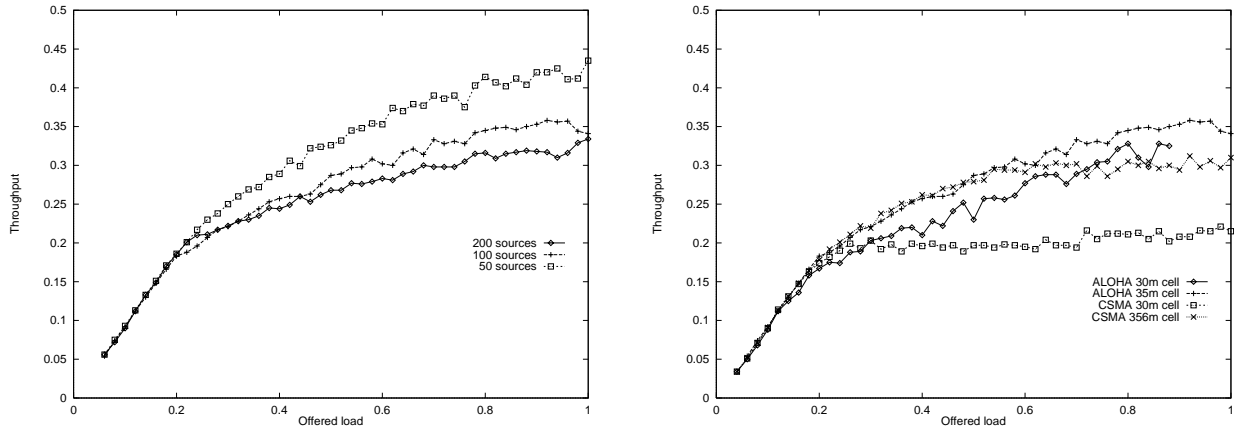 0.5
0.45
0.4
0.35
0.3
0.25
0.2
0.15
0.1
0.05
0
Throughput
0 0.2 0.4 0.6 0.8 1
Offered load
200 sources
100 sources
50 sources
0.5
0.45
0.4
0.35
0.3
0.25
0.2
0.15
0.1
0.05
0
Throughput
0 0.2 0.4 0.6 0.8 1
Offered load
ALOHA 30m cell
ALOHA 35m cell
CSMA 30m cell
CSMA 356m cell